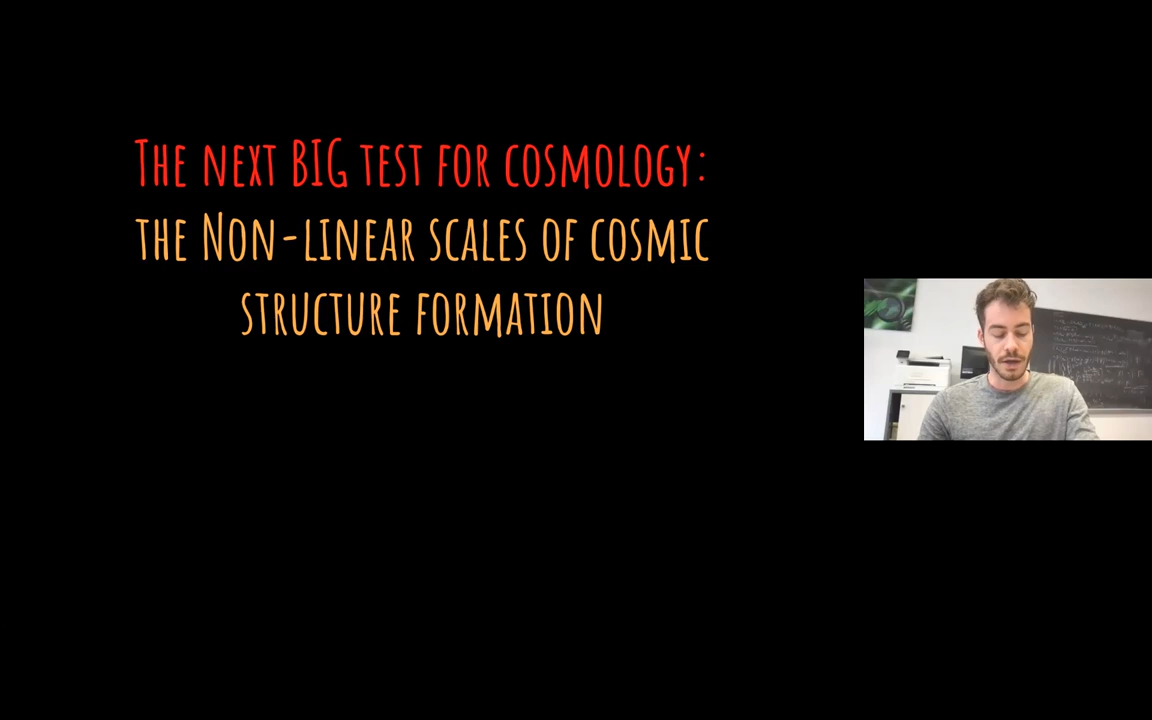 The next BIG test for cosmology:
the Non-linear scales of cosmic
structure formation